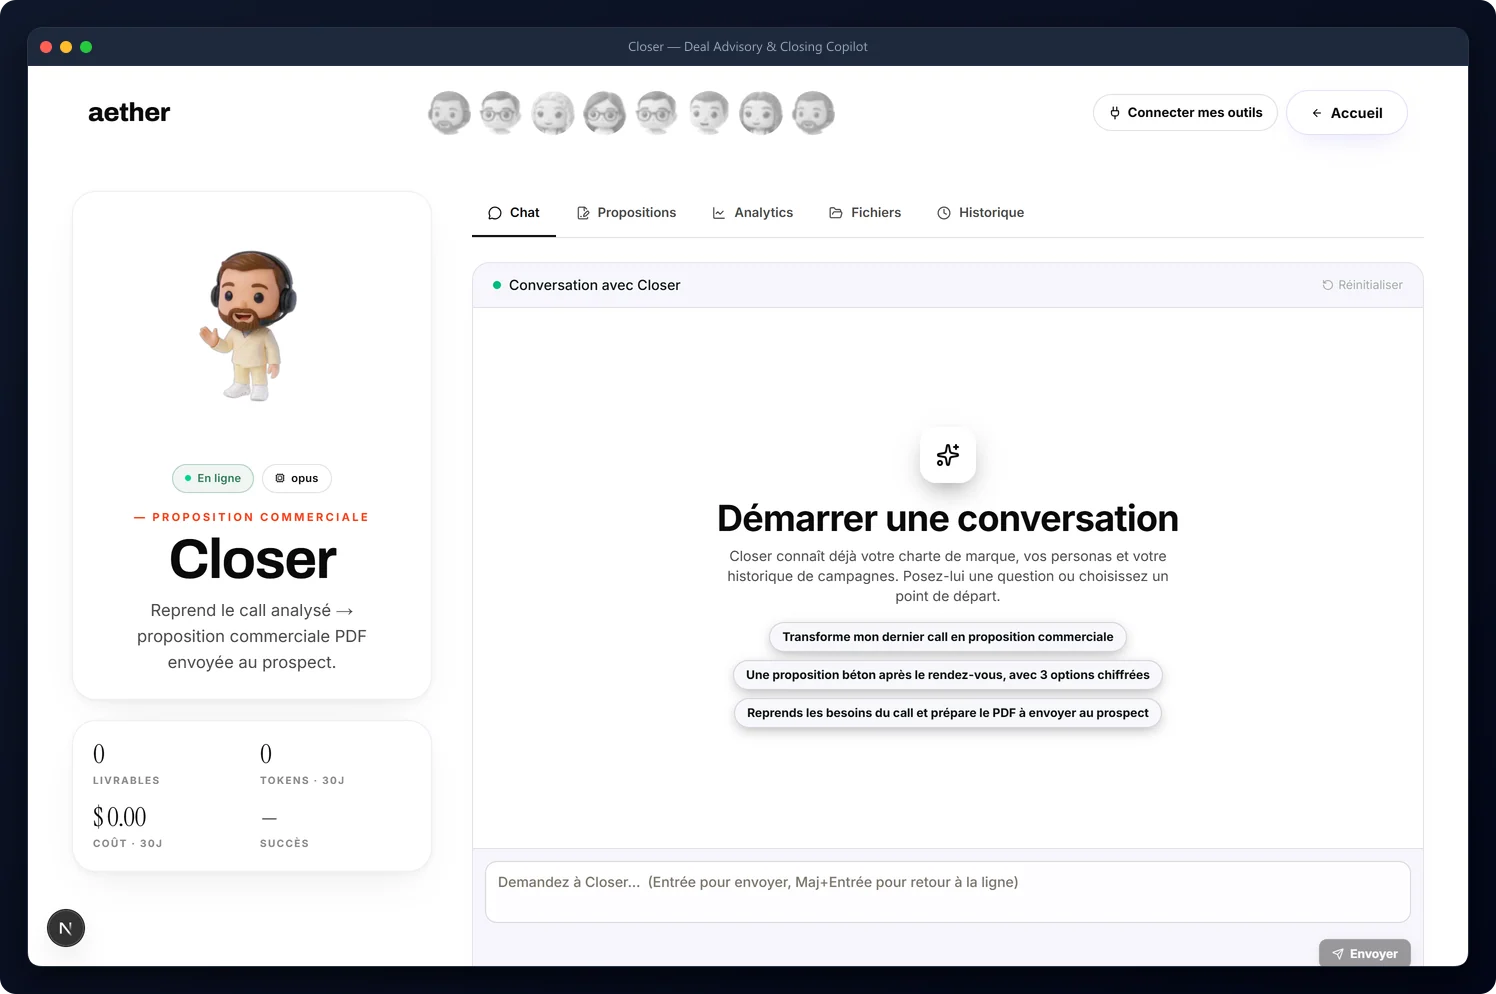 Closer — Deal Advisory & Closing Copilot
aether
Connecter mes outils
← Accueil
Chat
Propositions
Analytics
Fichiers
Historique
En ligne
opus
— PROPOSITION COMMERCIALE
Closer
Reprend le call analysé →
proposition commerciale PDF
envoyée au prospect.
0
LIVRABLES
0
TOKENS · 30J
$0.00
COÛT · 30J
—
SUCCÈS
Conversation avec Closer
Réinitialiser
Démarrer une conversation
Closer connaît déjà votre charte de marque, vos personas et votre
historique de campagnes. Posez-lui une question ou choisissez un
point de départ.
Transforme mon dernier call en proposition commerciale
Une proposition béton après le rendez-vous, avec 3 options chiffrées
Reprends les besoins du call et prépare le PDF à envoyer au prospect
Demandez à Closer... (Entrée pour envoyer, Maj+Entrée pour retour à la ligne)
Envoyer
N